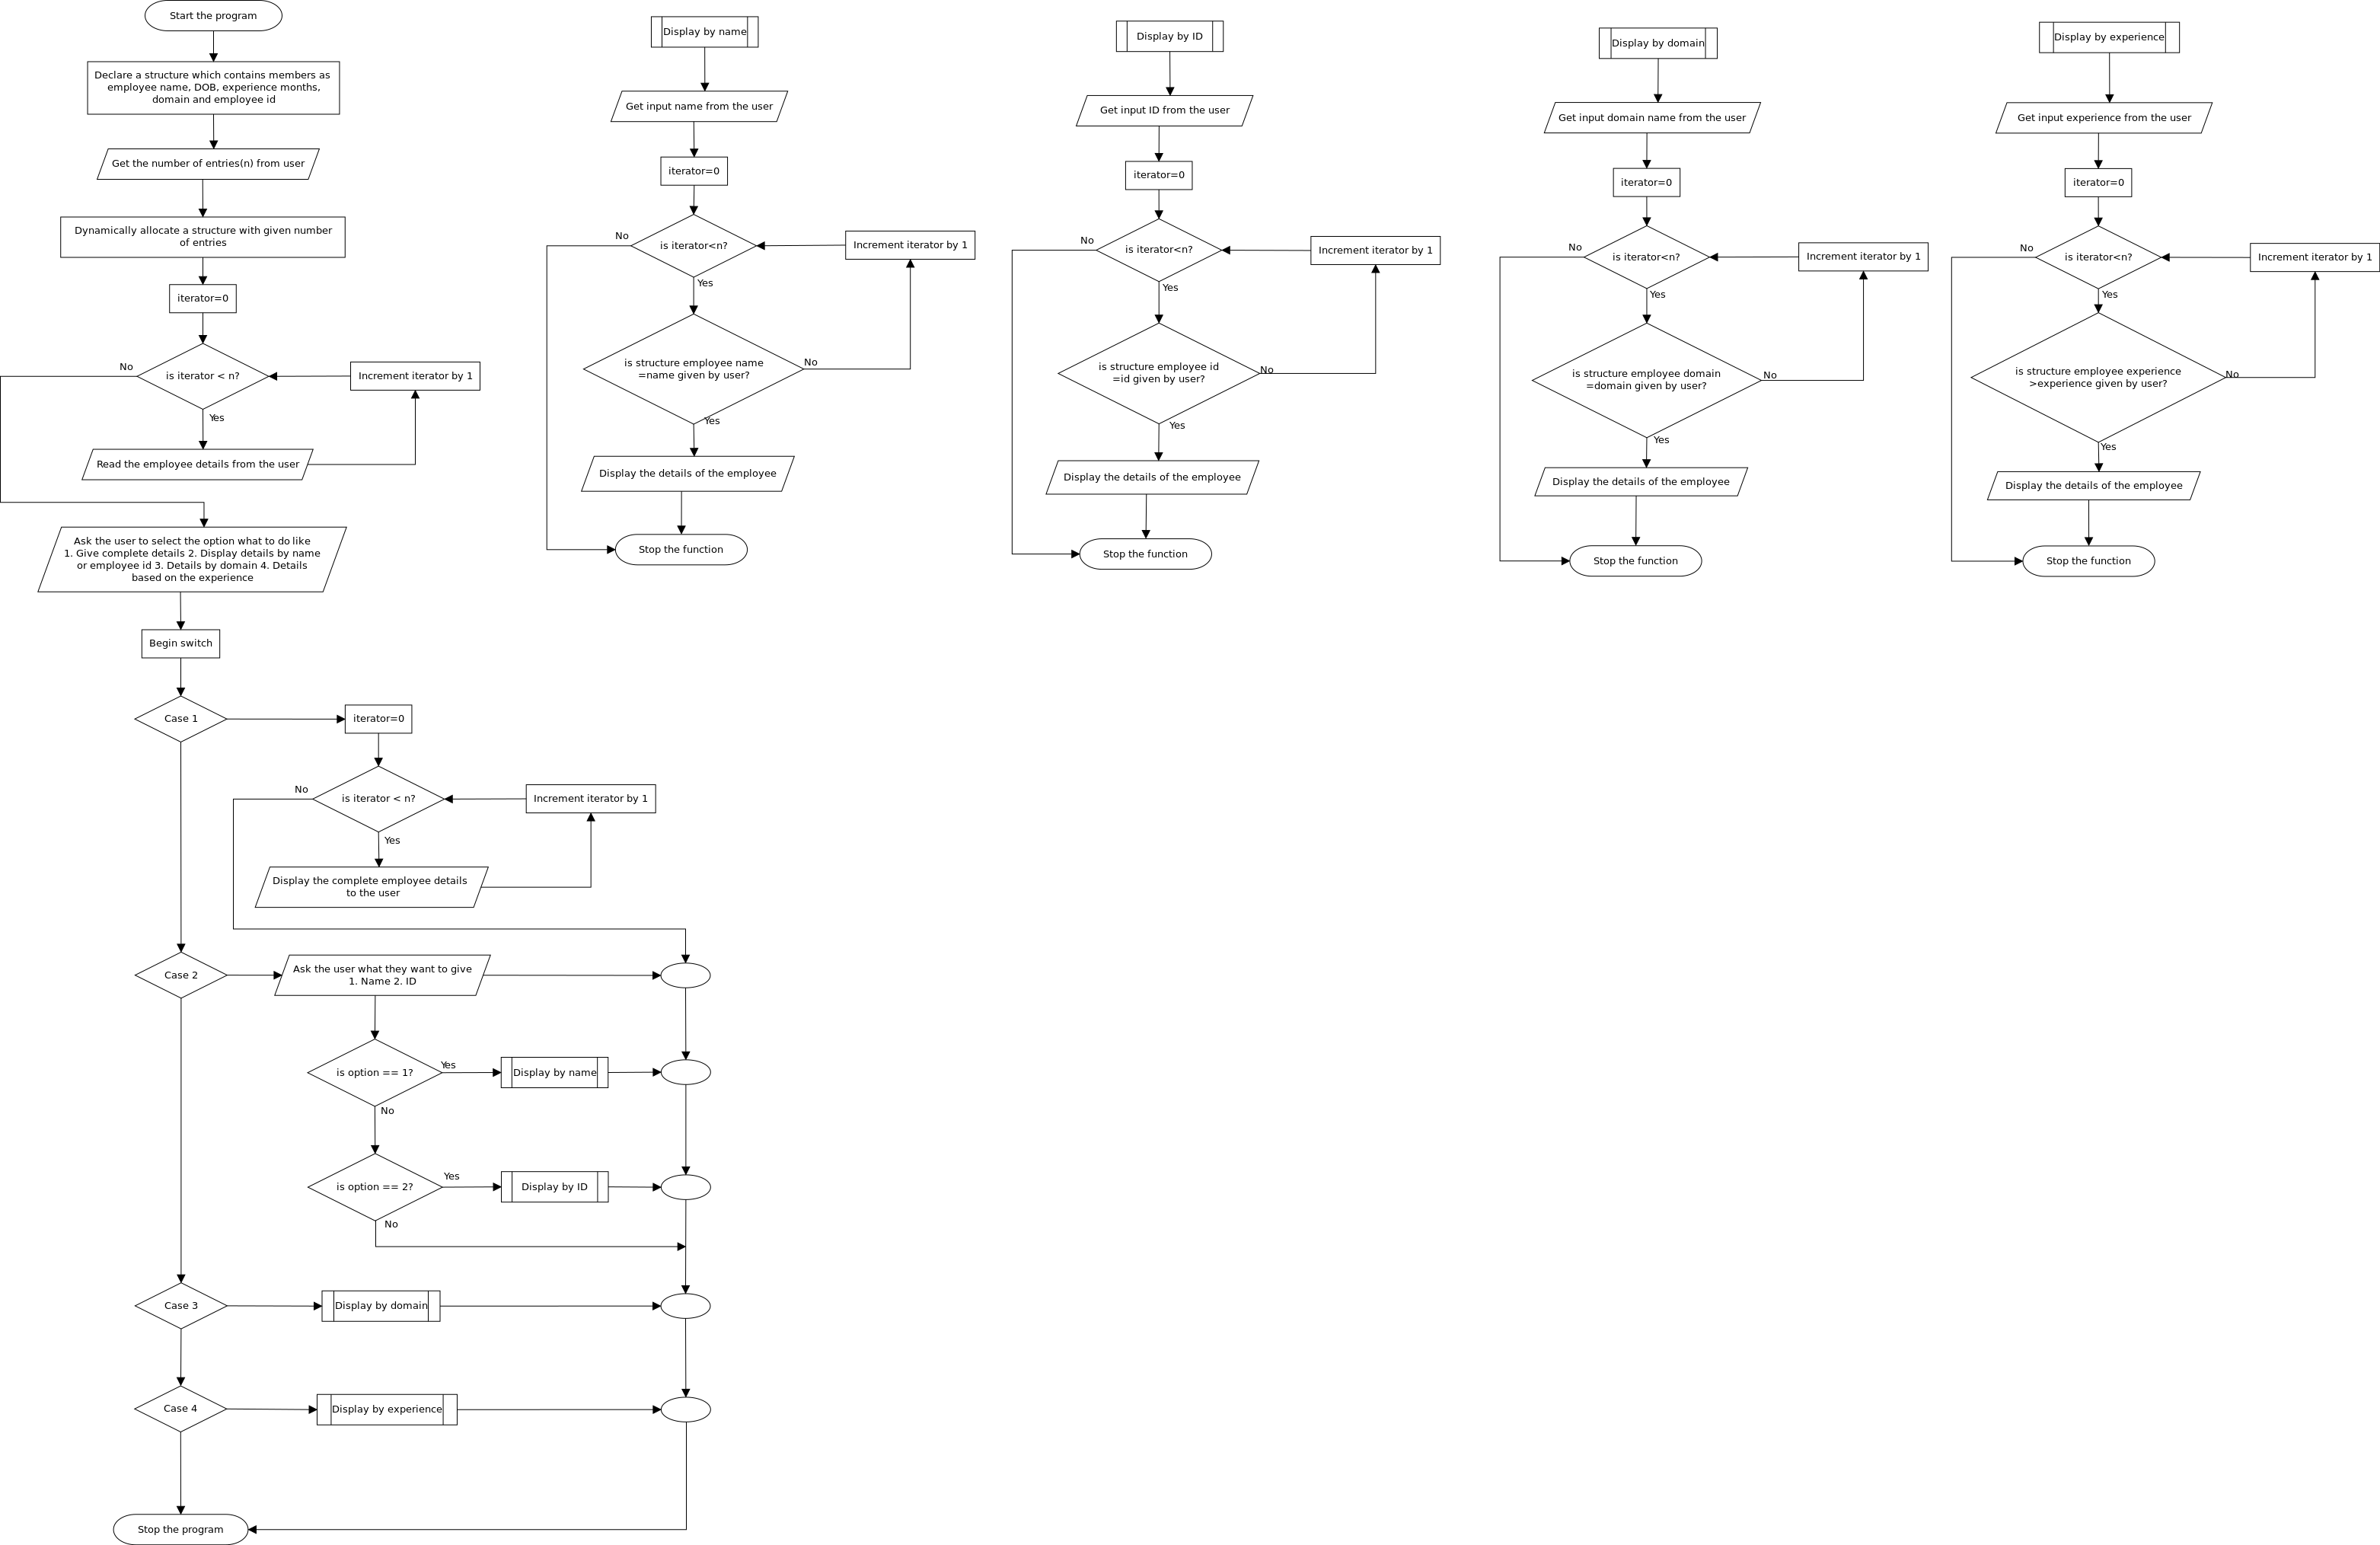 Start the program
Declare a structure which contains members as
employee name, DOB, experience months,
domain and employee id
Get the number of entries(n) from user
Dynamically allocate a structure with given number
of entries
iterator=0
is iterator < n?
No
Yes
Increment iterator by 1
Read the employee details from the user
Ask the user to select the option what to do like
1. Give complete details 2. Display details by name
or employee id 3. Details by domain 4. Details
based on the experience
Begin switch
Case 1
iterator=0
is iterator < n?
No
Yes
Increment iterator by 1
Display the complete employee details
to the user
Case 2
Ask the user what they want to give
1. Name 2. ID
is option == 1?
Yes
Display by name
No
is option == 2?
Yes
Display by ID
No
Case 3
Display by domain
Case 4
Display by experience
Stop the program
Display by name
Get input name from the user
iterator=0
is iterator<n?
No
Yes
Increment iterator by 1
is structure employee name
=name given by user?
No
Yes
Display the details of the employee
Stop the function
Display by ID
Get input ID from the user
iterator=0
is iterator<n?
No
Yes
Increment iterator by 1
is structure employee id
=id given by user?
No
Yes
Display the details of the employee
Stop the function
Display by domain
Get input domain name from the user
iterator=0
is iterator<n?
No
Yes
Increment iterator by 1
is structure employee domain
=domain given by user?
No
Yes
Display the details of the employee
Stop the function
Display by experience
Get input experience from the user
iterator=0
is iterator<n?
No
Yes
Increment iterator by 1
is structure employee experience
>experience given by user?
No
Yes
Display the details of the employee
Stop the function